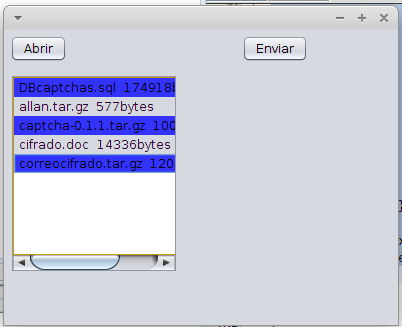 Abrir
Enviar
DBcaptchas.sql 174918
allan.tar.gz 577bytes
captcha-0.1.1.tar.gz 100
cifrado.doc 14336bytes
correocifrado.tar.gz 120